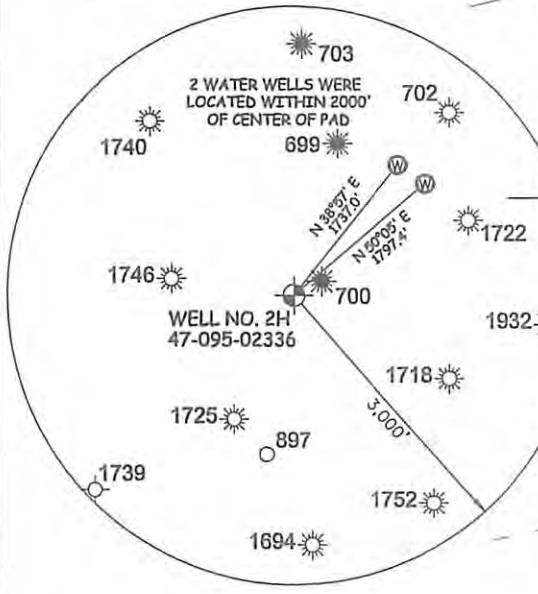 703
2 WATER WELLS WERE
LOCATED WITHIN 2000'
OF CENTER OF PAD
702
1740
699
W
W
N 38°57' E
1737.0'
N 50°05' E
1797.4'
1722
1746
700
WELL NO. 2H
47-095-02336
1932
1718
3,000'
1725
897
1739
1752
1694